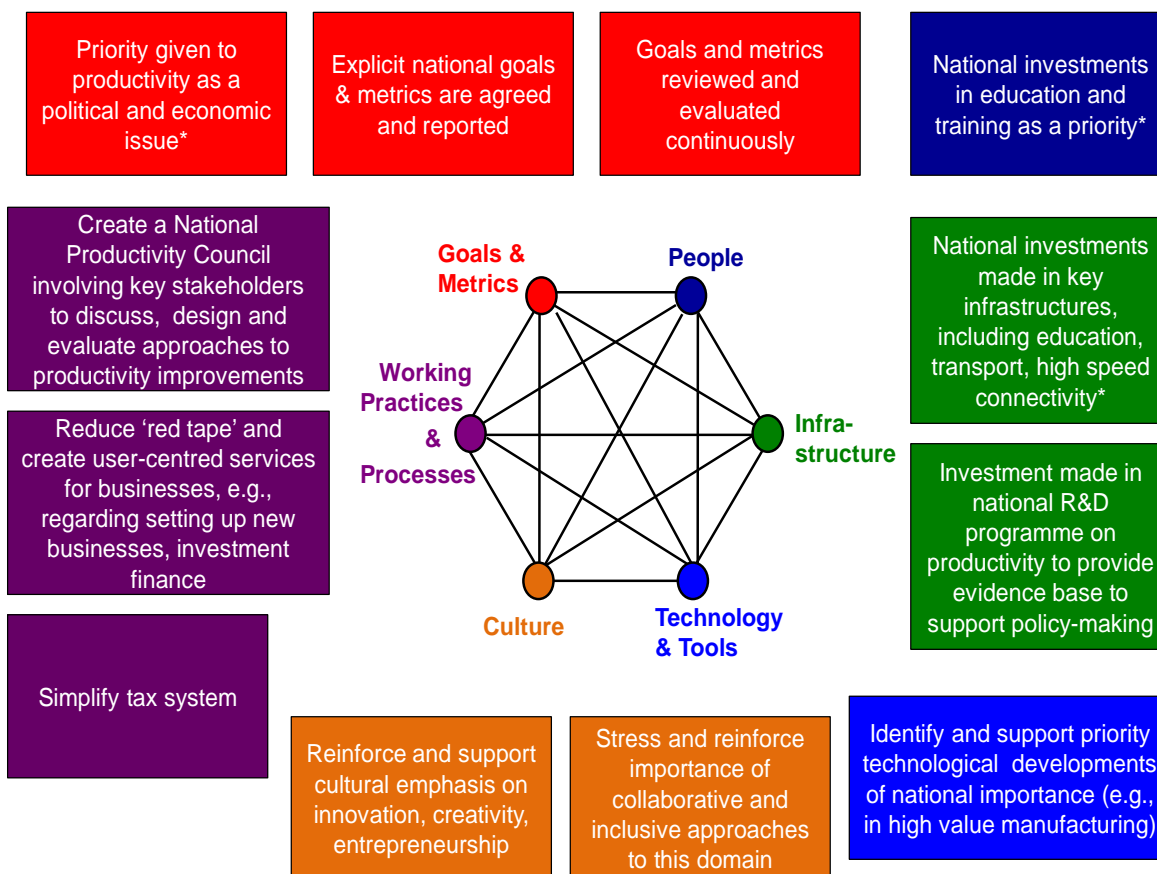 Priority given to
productivity as a
political and economic
issue*
Explicit national goals
& metrics are agreed
and reported
Goals and metrics
reviewed and
evaluated
continuously
National investments
in education and
training as a priority*
Create a National
Productivity Council
involving key stakeholders
to discuss, design and
evaluate approaches to
productivity improvements
Goals &
Metrics
People
National investments
made in key
infrastructures,
including education,
transport, high speed
connectivity*
Working
Practices
&
Processes
Infra-
structure
Reduce ‘red tape’ and
create user-centred services
for businesses, e.g.,
regarding setting up new
businesses, investment
finance
Investment made in
national R&D
programme on
productivity to provide
evidence base to
support policy-making
Culture
Technology
& Tools
Simplify tax system
Reinforce and support
cultural emphasis on
innovation, creativity,
entrepreneurship
Stress and reinforce
importance of
collaborative and
inclusive approaches
to this domain
Identify and support priority
technological developments
of national importance (e.g.,
in high value manufacturing)